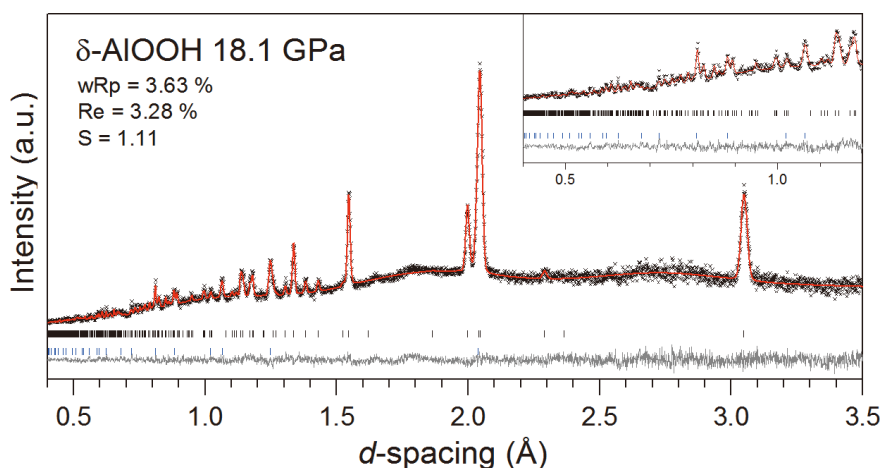 δ-AlOOH 18.1 GPa
wRp = 3.63 %
Re = 3.28 %
S = 1.11
0.5 1.0
Intensity (a.u.)
0.5 1.0 1.5 2.0 2.5 3.0 3.5
d-spacing (Å)